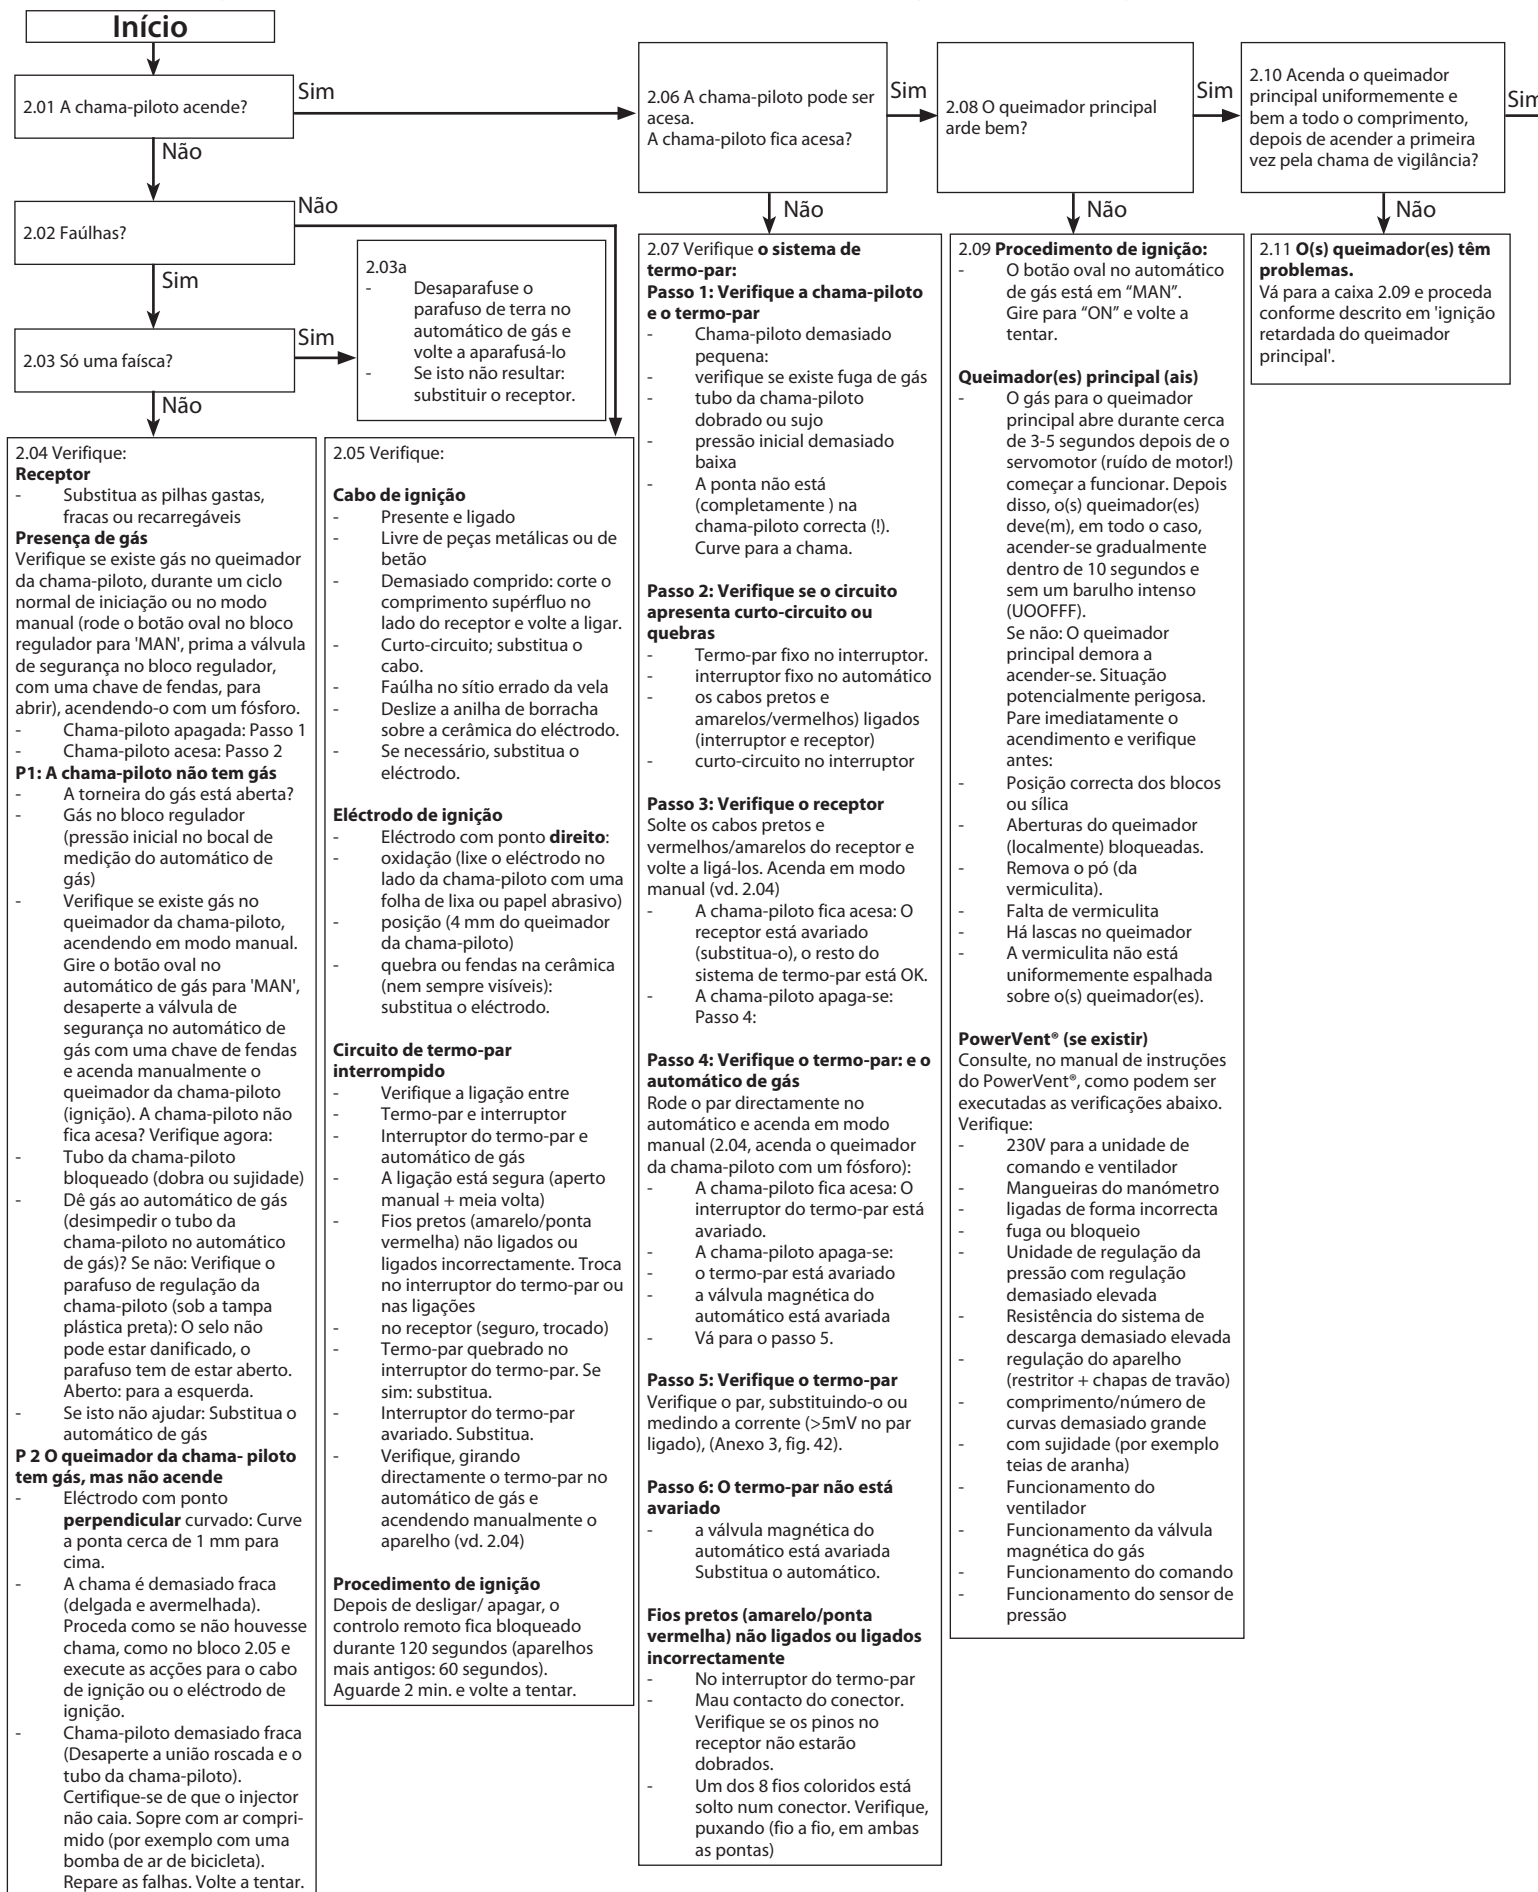 Início
2.01 A chama-piloto acende?
Sim
Não
2.02 Faúlhas?
Não
Sim
2.03 Só uma faísca?
Sim
Não
2.03a
- Desaparafuse o
parafuso de terra no
automático de gás e
volte a aparafusá-lo
- Se isto não resultar:
substituir o receptor.
2.04 Verifique:
Receptor
- Substitua as pilhas gastas,
fracas ou recarregáveis
Presença de gás
Verifique se existe gás no queimador
da chama-piloto, durante um ciclo
normal de iniciação ou no modo
manual (rode o botão oval no bloco
regulador para 'MAN', prima a válvula
de segurança no bloco regulador,
com uma chave de fendas, para
abrir), acendendo-o com um fósforo.
- Chama-piloto apagada: Passo 1
- Chama-piloto acesa: Passo 2
P1: A chama-piloto não tem gás
- A torneira do gás está aberta?
- Gás no bloco regulador
(pressão inicial no bocal de
medição do automático de
gás)
- Verifique se existe gás no
queimador da chama-piloto,
acendendo em modo manual.
Gire o botão oval no
automático de gás para 'MAN',
desaperte a válvula de
segurança no automático de
gás com uma chave de fendas
e acenda manualmente o
queimador da chama-piloto
(ignição). A chama-piloto não
fica acesa? Verifique agora:
- Tubo da chama-piloto
bloqueado (dobra ou sujidade)
- Dê gás ao automático de gás
(desimpedir o tubo da
chama-piloto no automático
de gás)? Se não: Verifique o
parafuso de regulação da
chama-piloto (sob a tampa
plástica preta): O selo não
pode estar danificado, o
parafuso tem de estar aberto.
Aberto: para a esquerda.
- Se isto não ajudar: Substitua o
automático de gás
P 2 O queimador da chama- piloto
tem gás, mas não acende
- Eléctrodo com ponto
perpendicular curvado: Curve
a ponta cerca de 1 mm para
cima.
- A chama é demasiado fraca
(delgada e avermelhada).
Proceda como se não houvesse
chama, como no bloco 2.05 e
execute as acções para o cabo
de ignição ou o eléctrodo de
ignição.
- Chama-piloto demasiado fraca
(Desaperte a união roscada e o
tubo da chama-piloto).
Certifique-se de que o injector
não caia. Sopre com ar compri-
mido (por exemplo com uma
bomba de ar de bicicleta).
Repare as falhas. Volte a tentar.
2.05 Verifique:
Cabo de ignição
- Presente e ligado
- Livre de peças metálicas ou de
betão
- Demasiado comprido: corte o
comprimento supérfluo no
lado do receptor e volte a ligar.
- Curto-circuito; substitua o
cabo.
- Faúlha no sítio errado da vela
- Deslize a anilha de borracha
sobre a cerâmica do eléctrodo.
- Se necessário, substitua o
eléctrodo.
Eléctrodo de ignição
- Eléctrodo com ponto direito:
- oxidação (lixe o eléctrodo no
lado da chama-piloto com uma
folha de lixa ou papel abrasivo)
- posição (4 mm do queimador
da chama-piloto)
- quebra ou fendas na cerâmica
(nem sempre visíveis):
substitua o eléctrodo.
Circuito de termo-par
interrompido
- Verifique a ligação entre
- Termo-par e interruptor
- Interruptor do termo-par e
automático de gás
- A ligação está segura (aperto
manual + meia volta)
- Fios pretos (amarelo/ponta
vermelha) não ligados ou
ligados incorrectamente. Troca
no interruptor do termo-par ou
nas ligações
- no receptor (seguro, trocado)
- Termo-par quebrado no
interruptor do termo-par. Se
sim: substitua.
- Interruptor do termo-par
avariado. Substitua.
- Verifique, girando
directamente o termo-par no
automático de gás e
acendendo manualmente o
aparelho (vd. 2.04)
Procedimento de ignição
Depois de desligar/ apagar, o
controlo remoto fica bloqueado
durante 120 segundos (aparelhos
mais antigos: 60 segundos).
Aguarde 2 min. e volte a tentar.
2.06 A chama-piloto pode ser
acesa.
A chama-piloto fica acesa?
Sim
Não
2.07 Verifique o sistema de
termo-par:
Passo 1: Verifique a chama-piloto
e o termo-par
- Chama-piloto demasiado
pequena:
- verifique se existe fuga de gás
- tubo da chama-piloto
dobrado ou sujo
- pressão inicial demasiado
baixa
- A ponta não está
(completamente ) na
chama-piloto correcta (!).
Curve para a chama.
Passo 2: Verifique se o circuito
apresenta curto-circuito ou
quebras
- Termo-par fixo no interruptor.
- interruptor fixo no automático
- os cabos pretos e
amarelos/vermelhos) ligados
(interruptor e receptor)
- curto-circuito no interruptor
Passo 3: Verifique o receptor
Solte os cabos pretos e
vermelhos/amarelos do receptor e
volte a ligá-los. Acenda em modo
manual (vd. 2.04)
- A chama-piloto fica acesa: O
receptor está avariado
(substitua-o), o resto do
sistema de termo-par está OK.
- A chama-piloto apaga-se:
Passo 4:
Passo 4: Verifique o termo-par: e o
automático de gás
Rode o par directamente no
automático e acenda em modo
manual (2.04, acenda o queimador
da chama-piloto com um fósforo):
- A chama-piloto fica acesa: O
interruptor do termo-par está
avariado.
- A chama-piloto apaga-se:
- o termo-par está avariado
- a válvula magnética do
automático está avariada
- Vá para o passo 5.
Passo 5: Verifique o termo-par
Verifique o par, substituindo-o ou
medindo a corrente (>5mV no par
ligado), (Anexo 3, fig. 42).
Passo 6: O termo-par não está
avariado
- a válvula magnética do
automático está avariada
Substitua o automático.
Fios pretos (amarelo/ponta
vermelha) não ligados ou ligados
incorrectamente
- No interruptor do termo-par
- Mau contacto do conector.
Verifique se os pinos no
receptor não estarão
dobrados.
- Um dos 8 fios coloridos está
solto num conector. Verifique,
puxando (fio a fio, em ambas
as pontas)
2.08 O queimador principal
arde bem?
Sim
Não
2.09 Procedimento de ignição:
- O botão oval no automático
de gás está em “MAN”.
Gire para “ON” e volte a
tentar.
Queimador(es) principal (ais)
- O gás para o queimador
principal abre durante cerca
de 3-5 segundos depois de o
servomotor (ruído de motor!)
começar a funcionar. Depois
disso, o(s) queimador(es)
deve(m), em todo o caso,
acender-se gradualmente
dentro de 10 segundos e
sem um barulho intenso
(UOOFFF).
Se não: O queimador
principal demora a
acender-se. Situação
potencialmente perigosa.
Pare imediatamente o
acendimento e verifique
antes:
- Posição correcta dos blocos
ou sílica
- Aberturas do queimador
(localmente) bloqueadas.
- Remova o pó (da
vermiculita).
- Falta de vermiculita
- Há lascas no queimador
- A vermiculita não está
uniformemente espalhada
sobre o(s) queimador(es).
PowerVent® (se existir)
Consulte, no manual de instruções
do PowerVent®, como podem ser
executadas as verificações abaixo.
Verifique:
- 230V para a unidade de
comando e ventilador
- Mangueiras do manómetro
- ligadas de forma incorrecta
- fuga ou bloqueio
- Unidade de regulação da
pressão com regulação
demasiado elevada
- Resistência do sistema de
descarga demasiado elevada
- regulação do aparelho
(restritor + chapas de travão)
- comprimento/número de
curvas demasiado grande
- com sujidade (por exemplo
teias de aranha)
- Funcionamento do
ventilador
- Funcionamento da válvula
magnética do gás
- Funcionamento do comando
- Funcionamento do sensor de
pressão
2.10 Acenda o queimador
principal uniformemente e
bem a todo o comprimento,
depois de acender a primeira
vez pela chama de vigilância?
Sim
Não
2.11 O(s) queimador(es) têm
problemas.
Vá para a caixa 2.09 e proceda
conforme descrito em 'ignição
retardada do queimador
principal'.